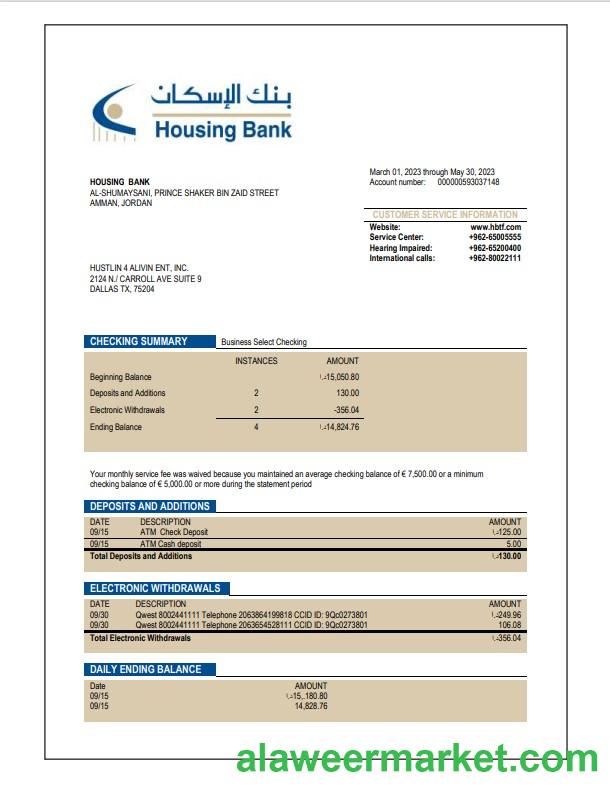 بنك الإسكان
Housing Bank
March 01, 2023 through May 30, 2023
Account number: 000000593037148
HOUSING BANK
AL-SHUMAYSANI, PRINCE SHAKER BIN ZAID STREET
AMMAN, JORDAN
CUSTOMER SERVICE INFORMATION
Website: www.hbtf.com
Service Center: +962-65005555
Hearing Impaired: +962-65200400
International calls: +962-80022111
HUSTLIN 4 ALIVIN ENT, INC.
2124 N./ CARROLL AVE SUITE 9
DALLAS TX, 75204
CHECKING SUMMARY Business Select Checking
INSTANCES AMOUNT
Beginning Balance د.ا15,050.80
Deposits and Additions 2 130.00
Electronic Withdrawals 2 -356.04
Ending Balance 4 د.ا14,824.76
Your monthly service fee was waived because you maintained an average checking balance of € 7,500.00 or a minimum
checking balance of € 5,000.00 or more during the statement period
DEPOSITS AND ADDITIONS
DATE DESCRIPTION AMOUNT
09/15 ATM Check Deposit د.ا125.00
09/15 ATM Cash deposit 5.00
Total Deposits and Additions د.ا130.00
ELECTRONIC WITHDRAWALS
DATE DESCRIPTION AMOUNT
09/30 Qwest 8002441111 Telephone 2063864199818 CCID ID: 9Qc0273801 د.ا249.96
09/30 Qwest 8002441111 Telephone 2063654528111 CCID ID: 9Qc0273801 106.08
Total Electronic Withdrawals د.ا356.04
DAILY ENDING BALANCE
Date AMOUNT
09/15 د.ا15,.180.80
09/15 14,828.76
alaweermarket.com